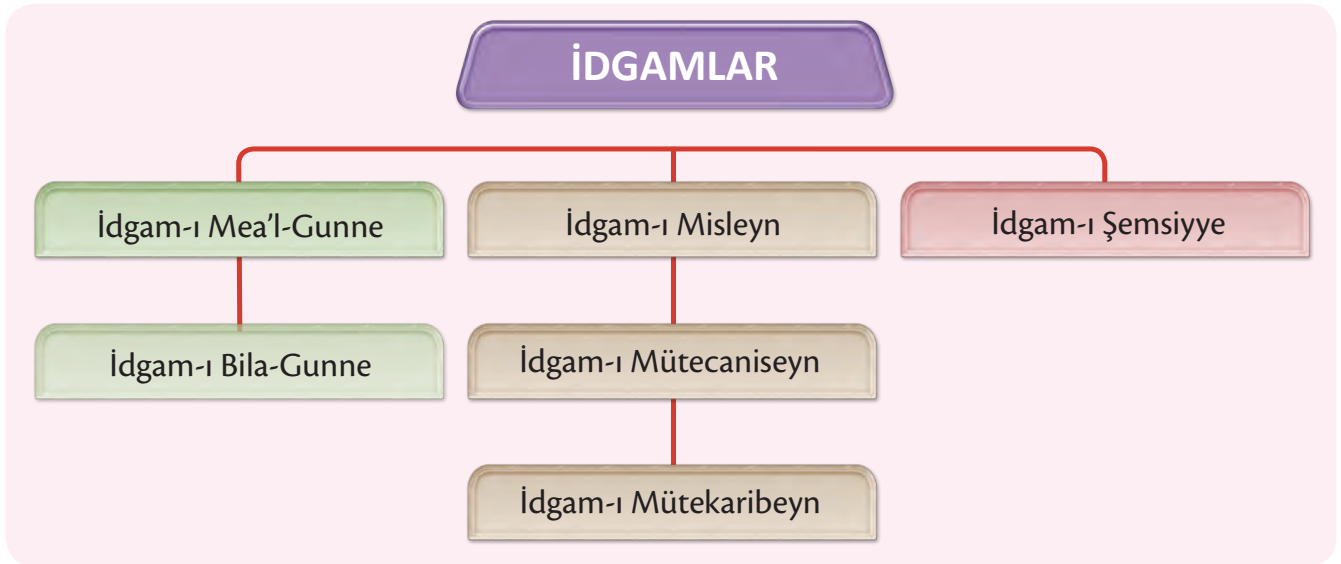 İDGAMLAR
İdgam-ı Mea'l-Gunne
İdgam-ı Misleyn
İdgam-ı Şemsiyye
İdgam-ı Bila-Gunne
İdgam-ı Mütecaniseyn
İdgam-ı Mütekaribeyn